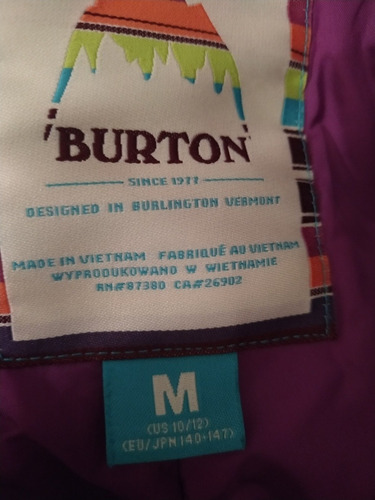 BURTON
SINCE 1977
DESIGNED IN BURLINGTON VERMONT
MADE IN VIETNAM FABRIQUÉ AU VIETNAM
WYPRODUKOWANO W WIETNAMIE
RN#87380 CA#26902
M
(US 10/12)
(EU/JPN 140-147)